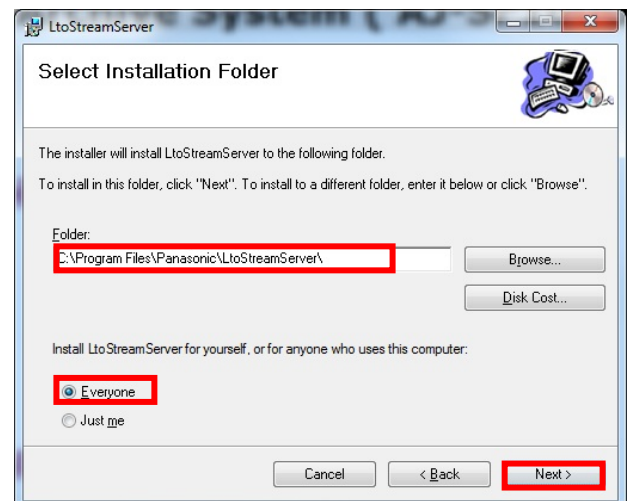 LtoStreamServer
Select Installation Folder
The installer will install LtoStreamServer to the following folder.
To install in this folder, click "Next". To install to a different folder, enter it below or click "Browse".
Folder:
C:\Program Files\Panasonic\LtoStreamServer\
Browse...
Disk Cost...
Install LtoStreamServer for yourself, or for anyone who uses this computer:
Everyone
Just me
Cancel
< Back
Next >